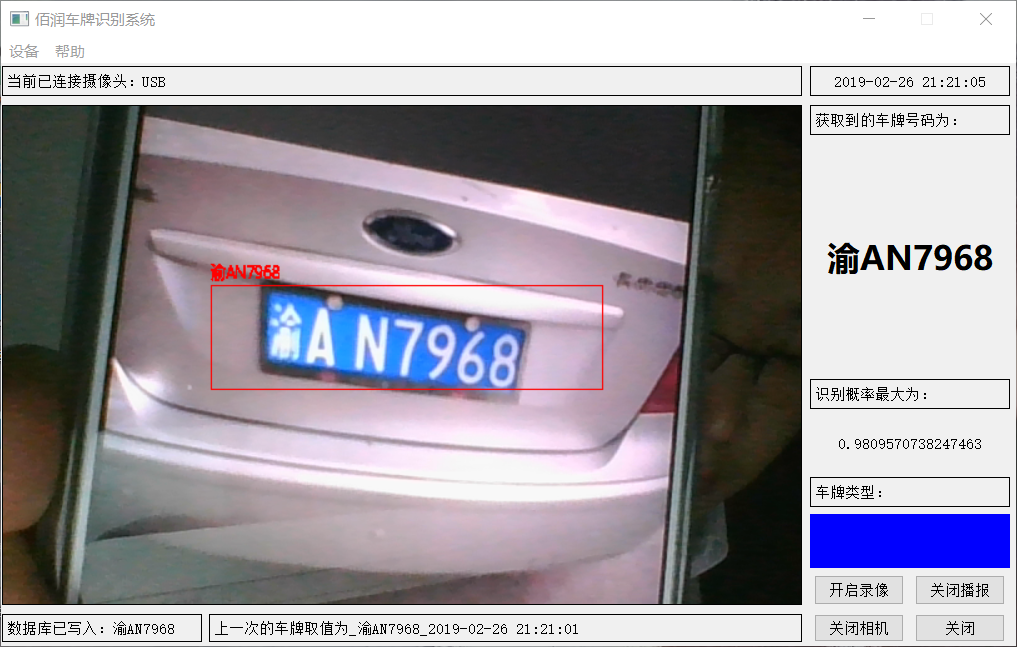 佰润车牌识别系统
设备 帮助
当前已连接摄像头：USB
2019-02-26 21:21:05
获取到的车牌号码为：
渝AN7968
渝AN7968
渝AN7968
识别概率最大为：
0.9809570738247463
车牌类型：
开启录像 关闭播报
数据库已写入：渝AN7968
上一次的车牌取值为_渝AN7968_2019-02-26 21:21:01
关闭相机 关闭